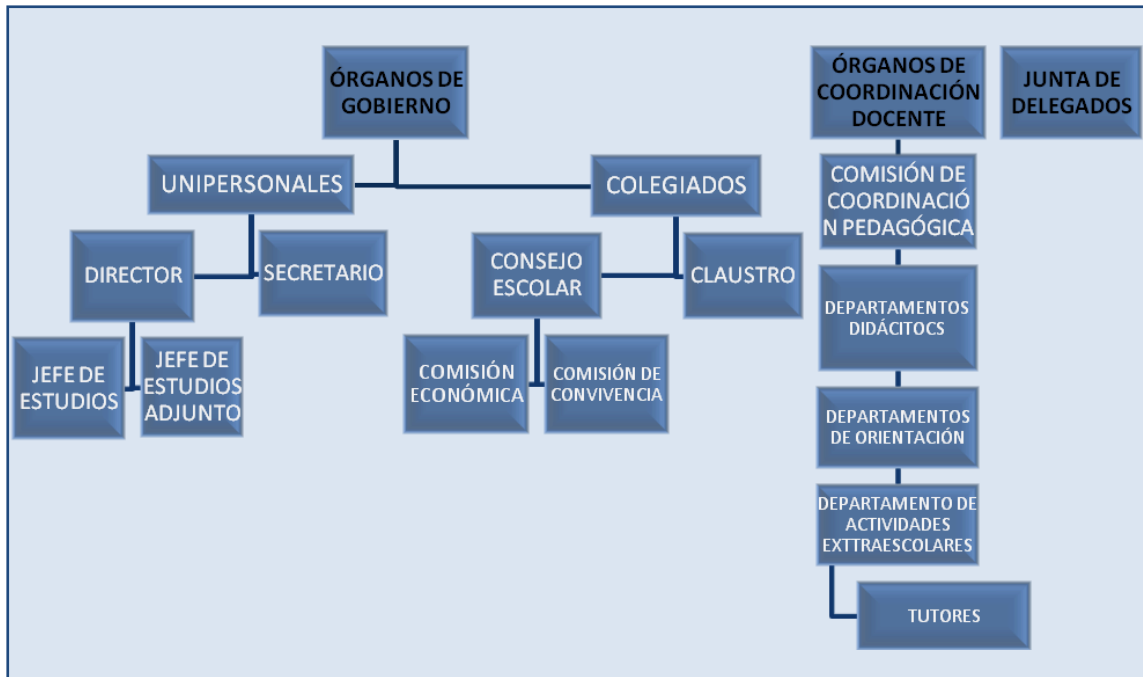 ÓRGANOS DE
GOBIERNO
ÓRGANOS DE
COORDINACIÓN
DOCENTE
JUNTA DE
DELEGADOS
UNIPERSONALES
COLEGIADOS
COMISIÓN DE
COORDINACIÓ
N PEDAGÓGICA
DIRECTOR
SECRETARIO
CONSEJO
ESCOLAR
CLAUSTRO
DEPARTAMENTOS
DIDÁCITOCS
JEFE DE
ESTUDIOS
JEFE DE
ESTUDIOS
ADJUNTO
COMISIÓN
ECONÓMICA
COMISIÓN DE
CONVIVENCIA
DEPARTAMENTOS
DE ORIENTACIÓN
DEPARTAMENTO DE
ACTIVIDADES
EXTTRAESCOLARES
TUTORES